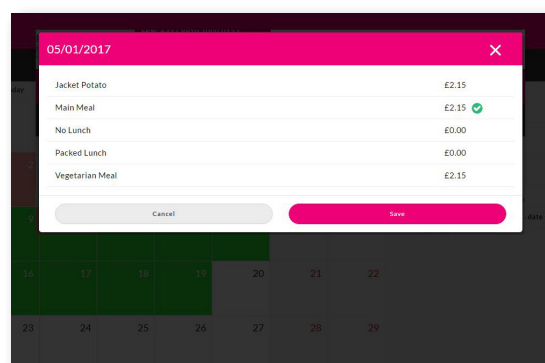 05/01/2017
Jacket Potato £2.15
Main Meal £2.15
No Lunch £0.00
Packed Lunch £0.00
Vegetarian Meal £2.15
Cancel Save
9 date
16 17 18 19 20 21 22
23 24 25 26 27 28 29